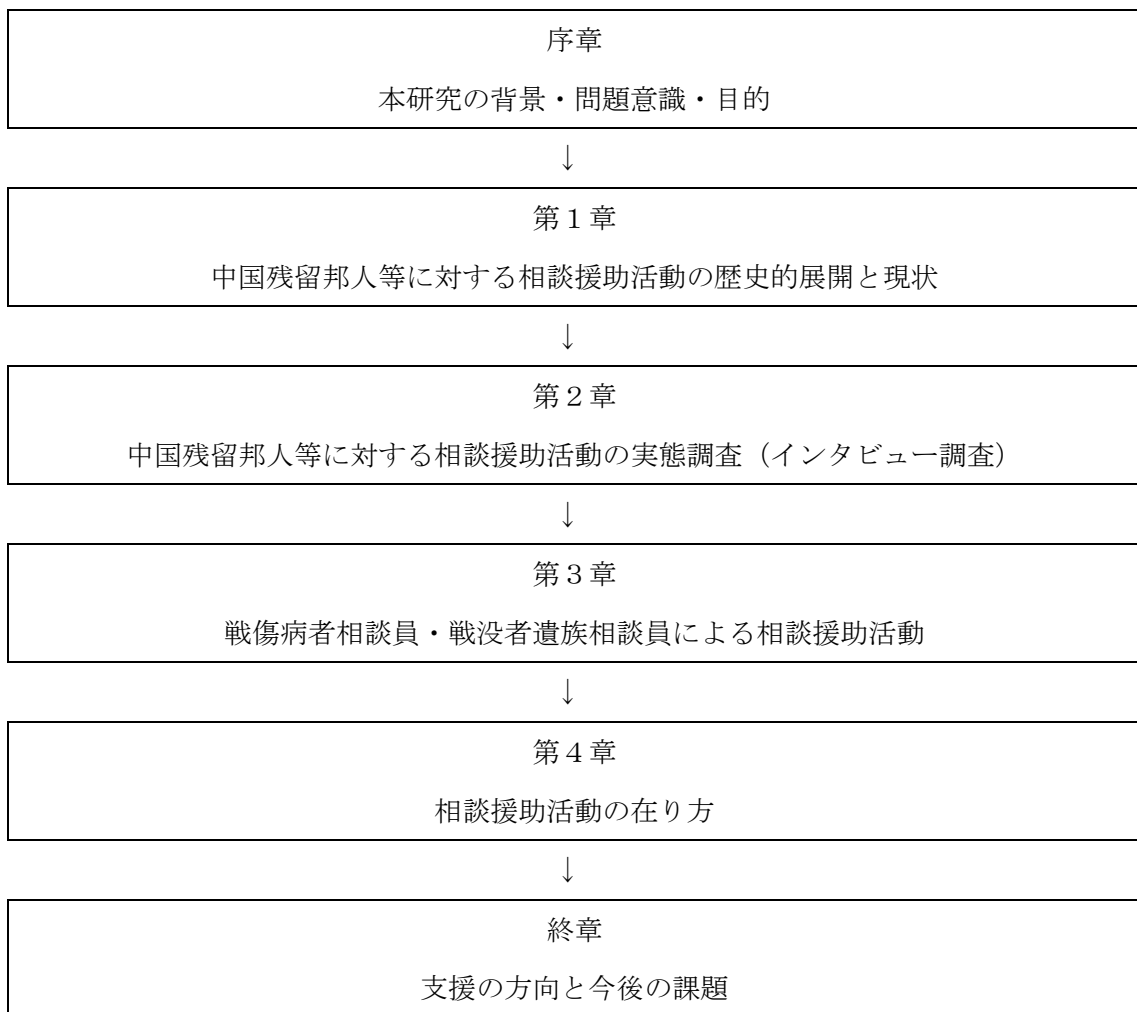 序章
本研究の背景・問題意識・目的
↓
第１章
中国残留邦人等に対する相談援助活動の歴史的展開と現状
↓
第２章
中国残留邦人等に対する相談援助活動の実態調査（インタビュー調査）
↓
第３章
戦傷病者相談員・戦没者遺族相談員による相談援助活動
↓
第４章
相談援助活動の在り方
↓
終章
支援の方向と今後の課題